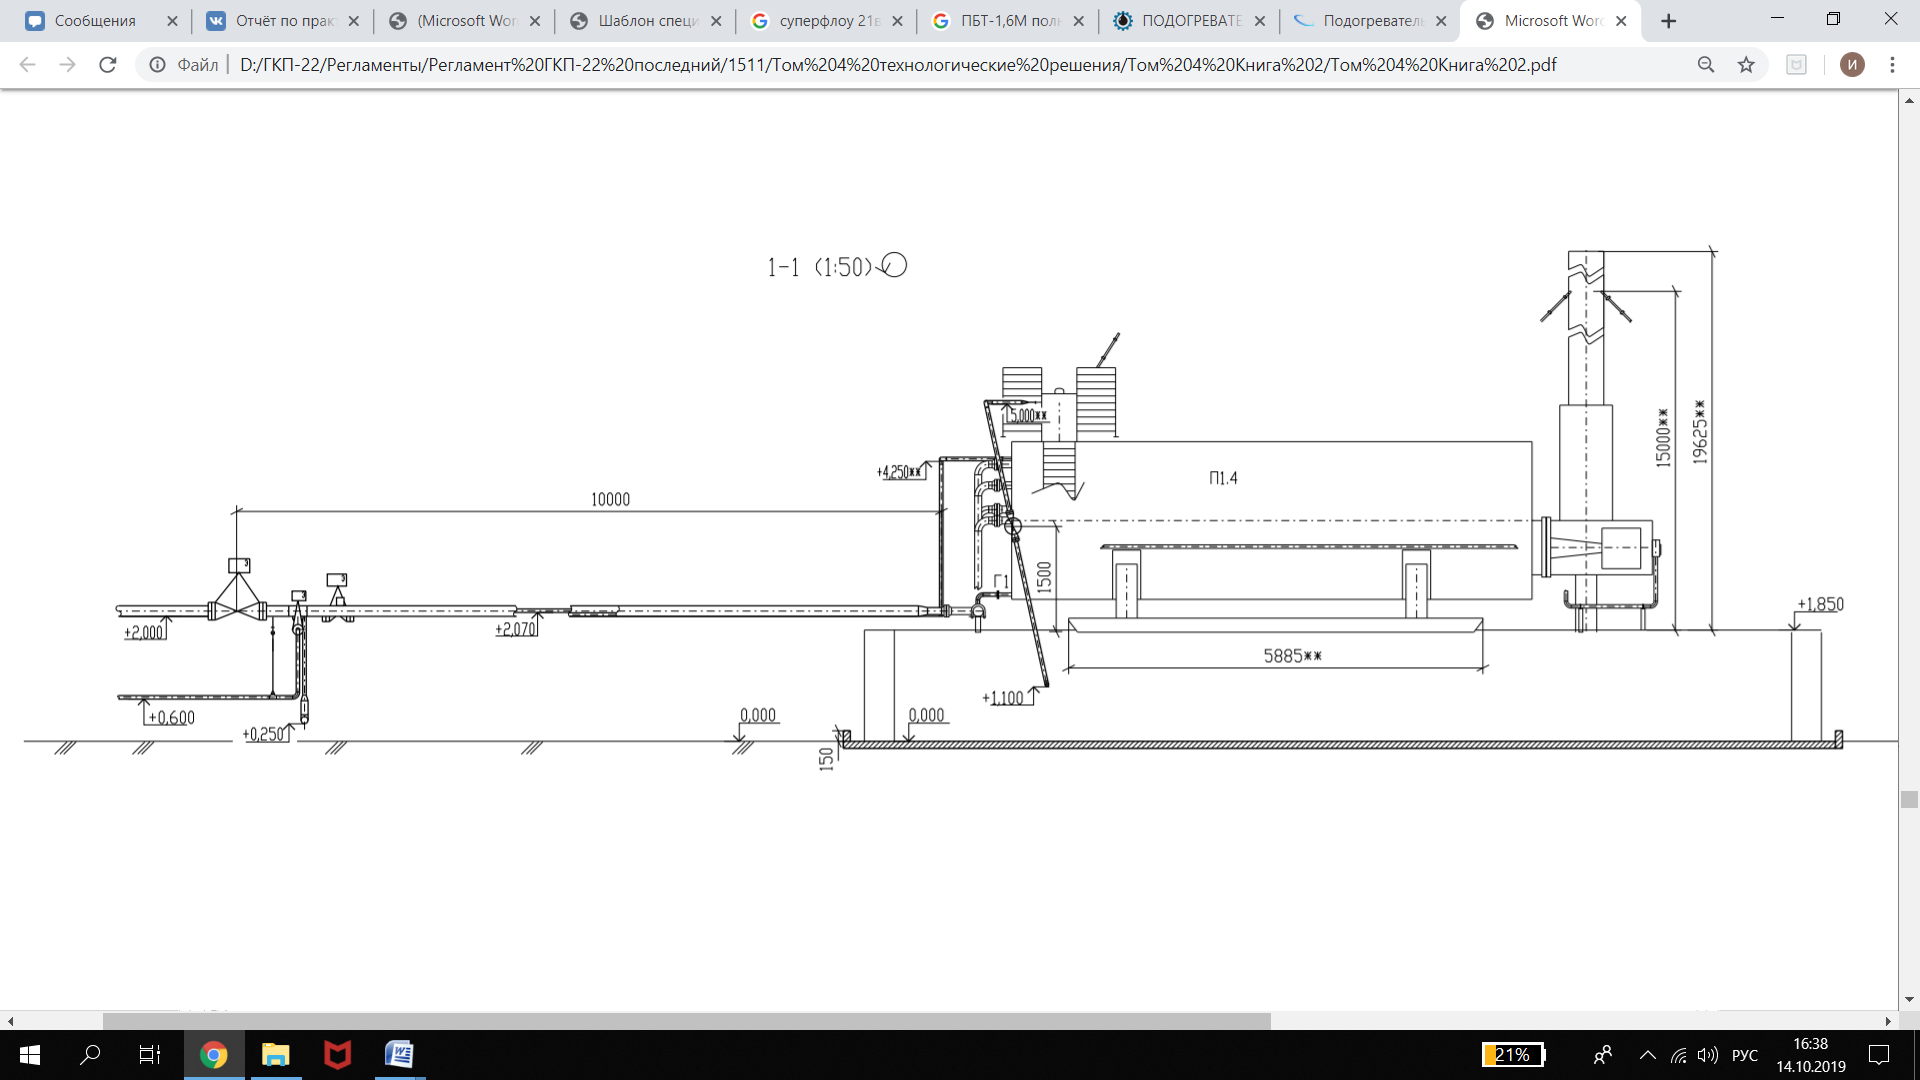 Сообщения
Отчёт по прак
(Microsoft Wor
Шаблон специ
суперфлоу 21в
ПБТ-1,6М полн
ПОДОГРЕВАТЕ
Подогреватель
Microsoft Word
Файл
D:/ГКП-22/Регламенты/Регламент%20ГКП-22%20последний/1511/Том%204%20технологические%20решения/Том%204%20Книга%202/Том%204%20Книга%202.pdf
И
1-1 (1:50)
15000**
19625**
5,000**
+4,250**
П1.4
10000
Г1
1500
+2,000
+2,070
+1,850
5885**
+1,100
+0,600
+0,250
0,000
0,000
150
21%
РУС
16:38
14.10.2019